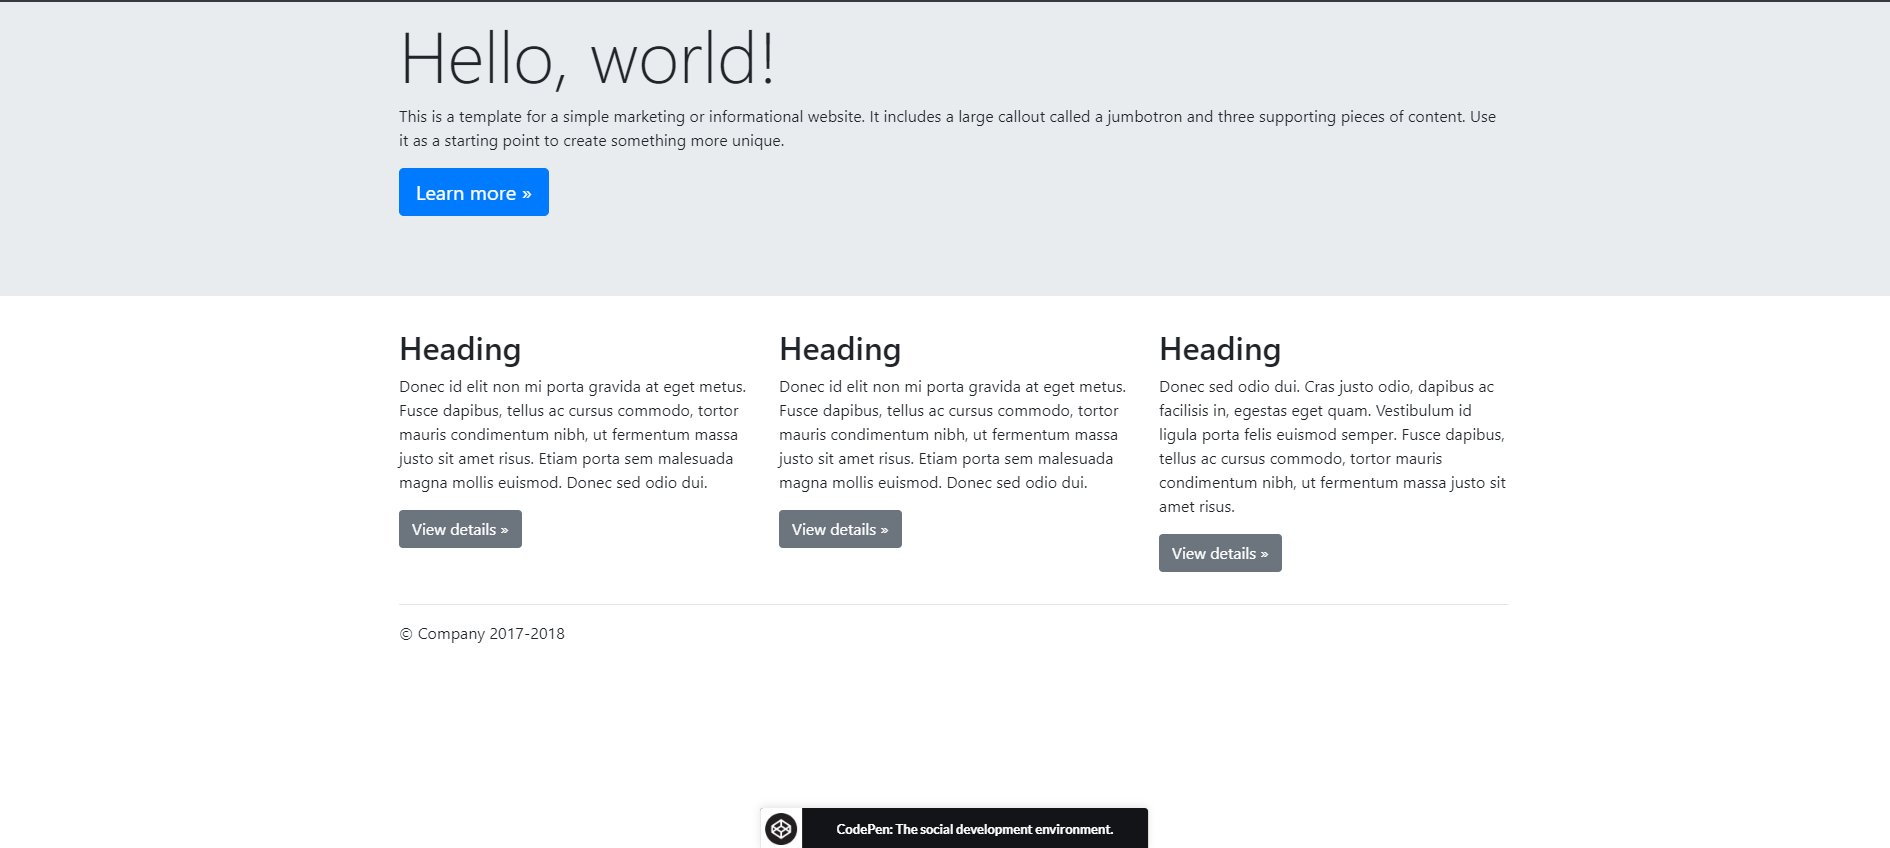 Hello, world!
This is a template for a simple marketing or informational website. It includes a large callout called a jumbotron and three supporting pieces of content. Use
it as a starting point to create something more unique.
Learn more »
Heading
Donec id elit non mi porta gravida at eget metus.
Fusce dapibus, tellus ac cursus commodo, tortor
mauris condimentum nibh, ut fermentum massa
justo sit amet risus. Etiam porta sem malesuada
magna mollis euismod. Donec sed odio dui.
View details »
Heading
Donec id elit non mi porta gravida at eget metus.
Fusce dapibus, tellus ac cursus commodo, tortor
mauris condimentum nibh, ut fermentum massa
justo sit amet risus. Etiam porta sem malesuada
magna mollis euismod. Donec sed odio dui.
View details »
Heading
Donec sed odio dui. Cras justo odio, dapibus ac
facilisis in, egestas eget quam. Vestibulum id
ligula porta felis euismod semper. Fusce dapibus,
tellus ac cursus commodo, tortor mauris
condimentum nibh, ut fermentum massa justo sit
amet risus.
View details »
© Company 2017-2018
CodePen: The social development environment.